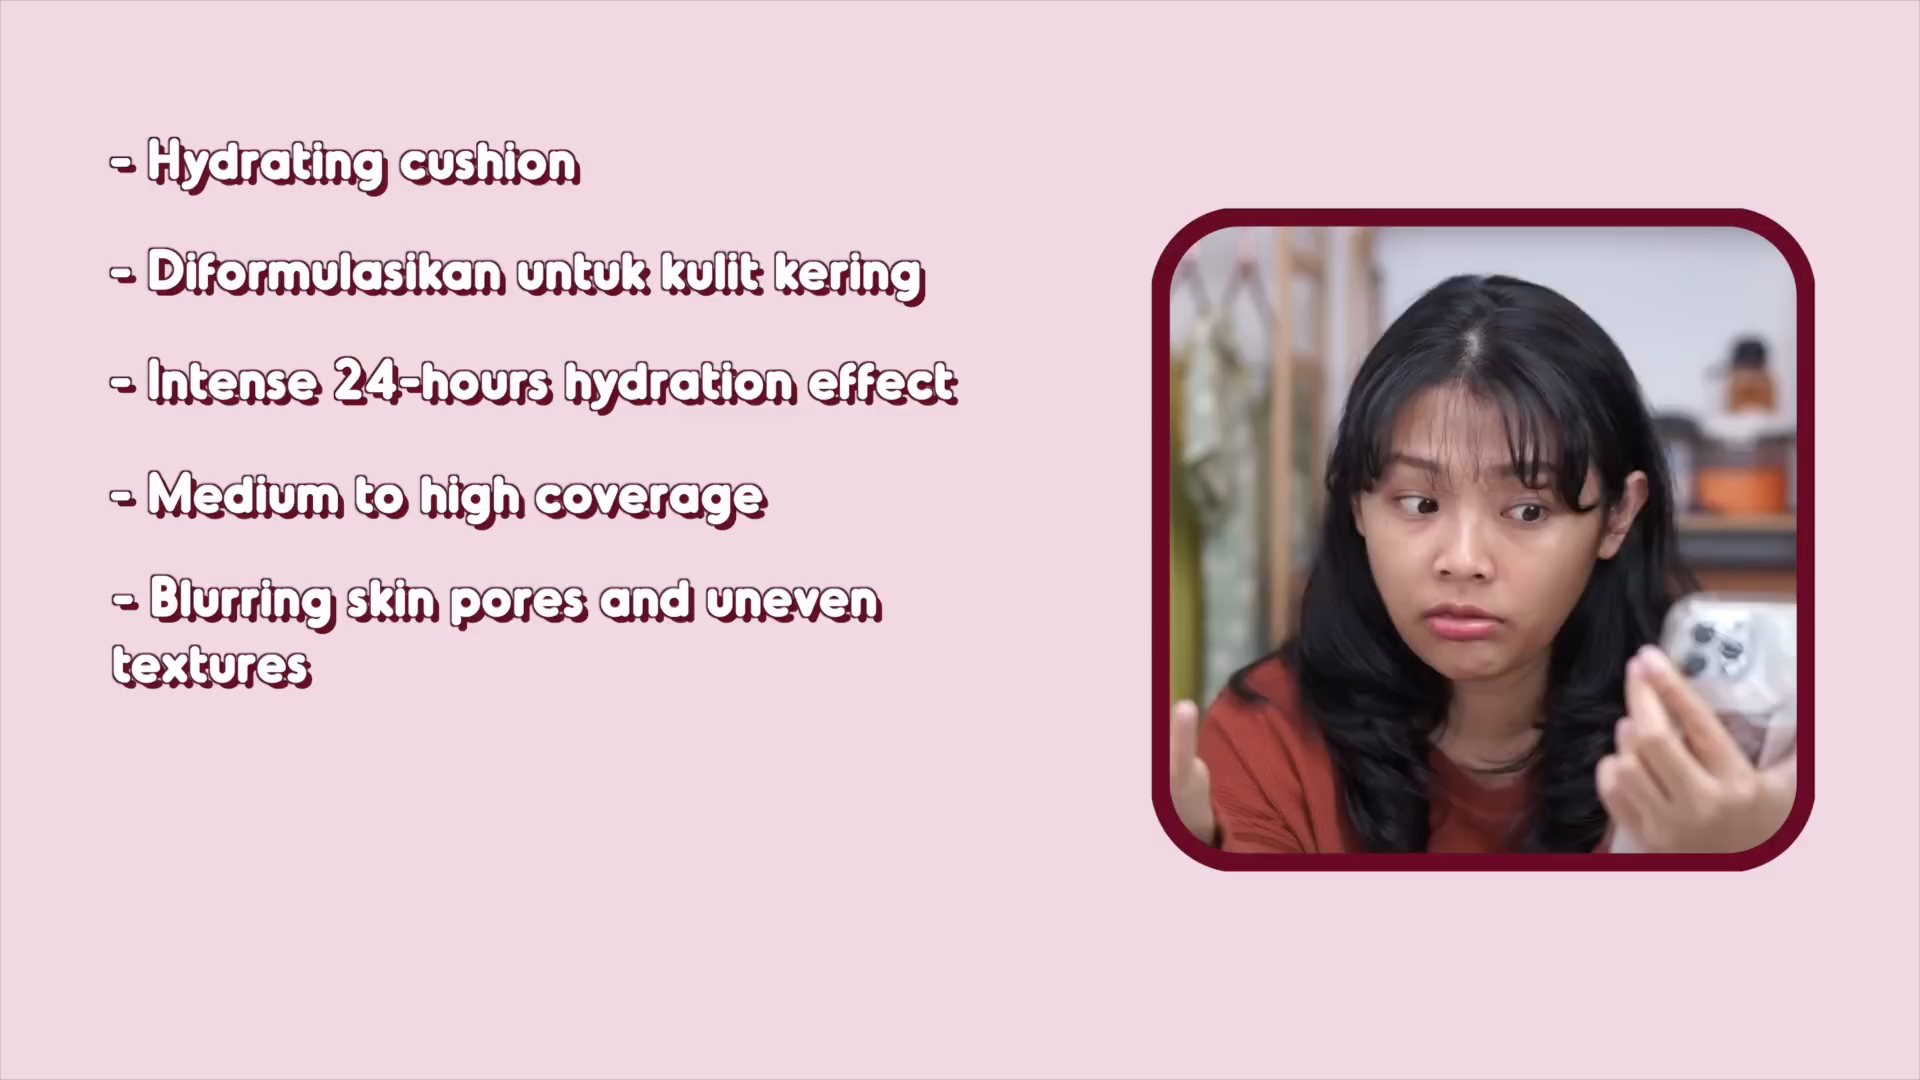 - Hydrating cushion
- Diformulasikan untuk kulit kering
- Intense 24-hours hydration effect
- Medium to high coverage
- Blurring skin pores and uneven
textures